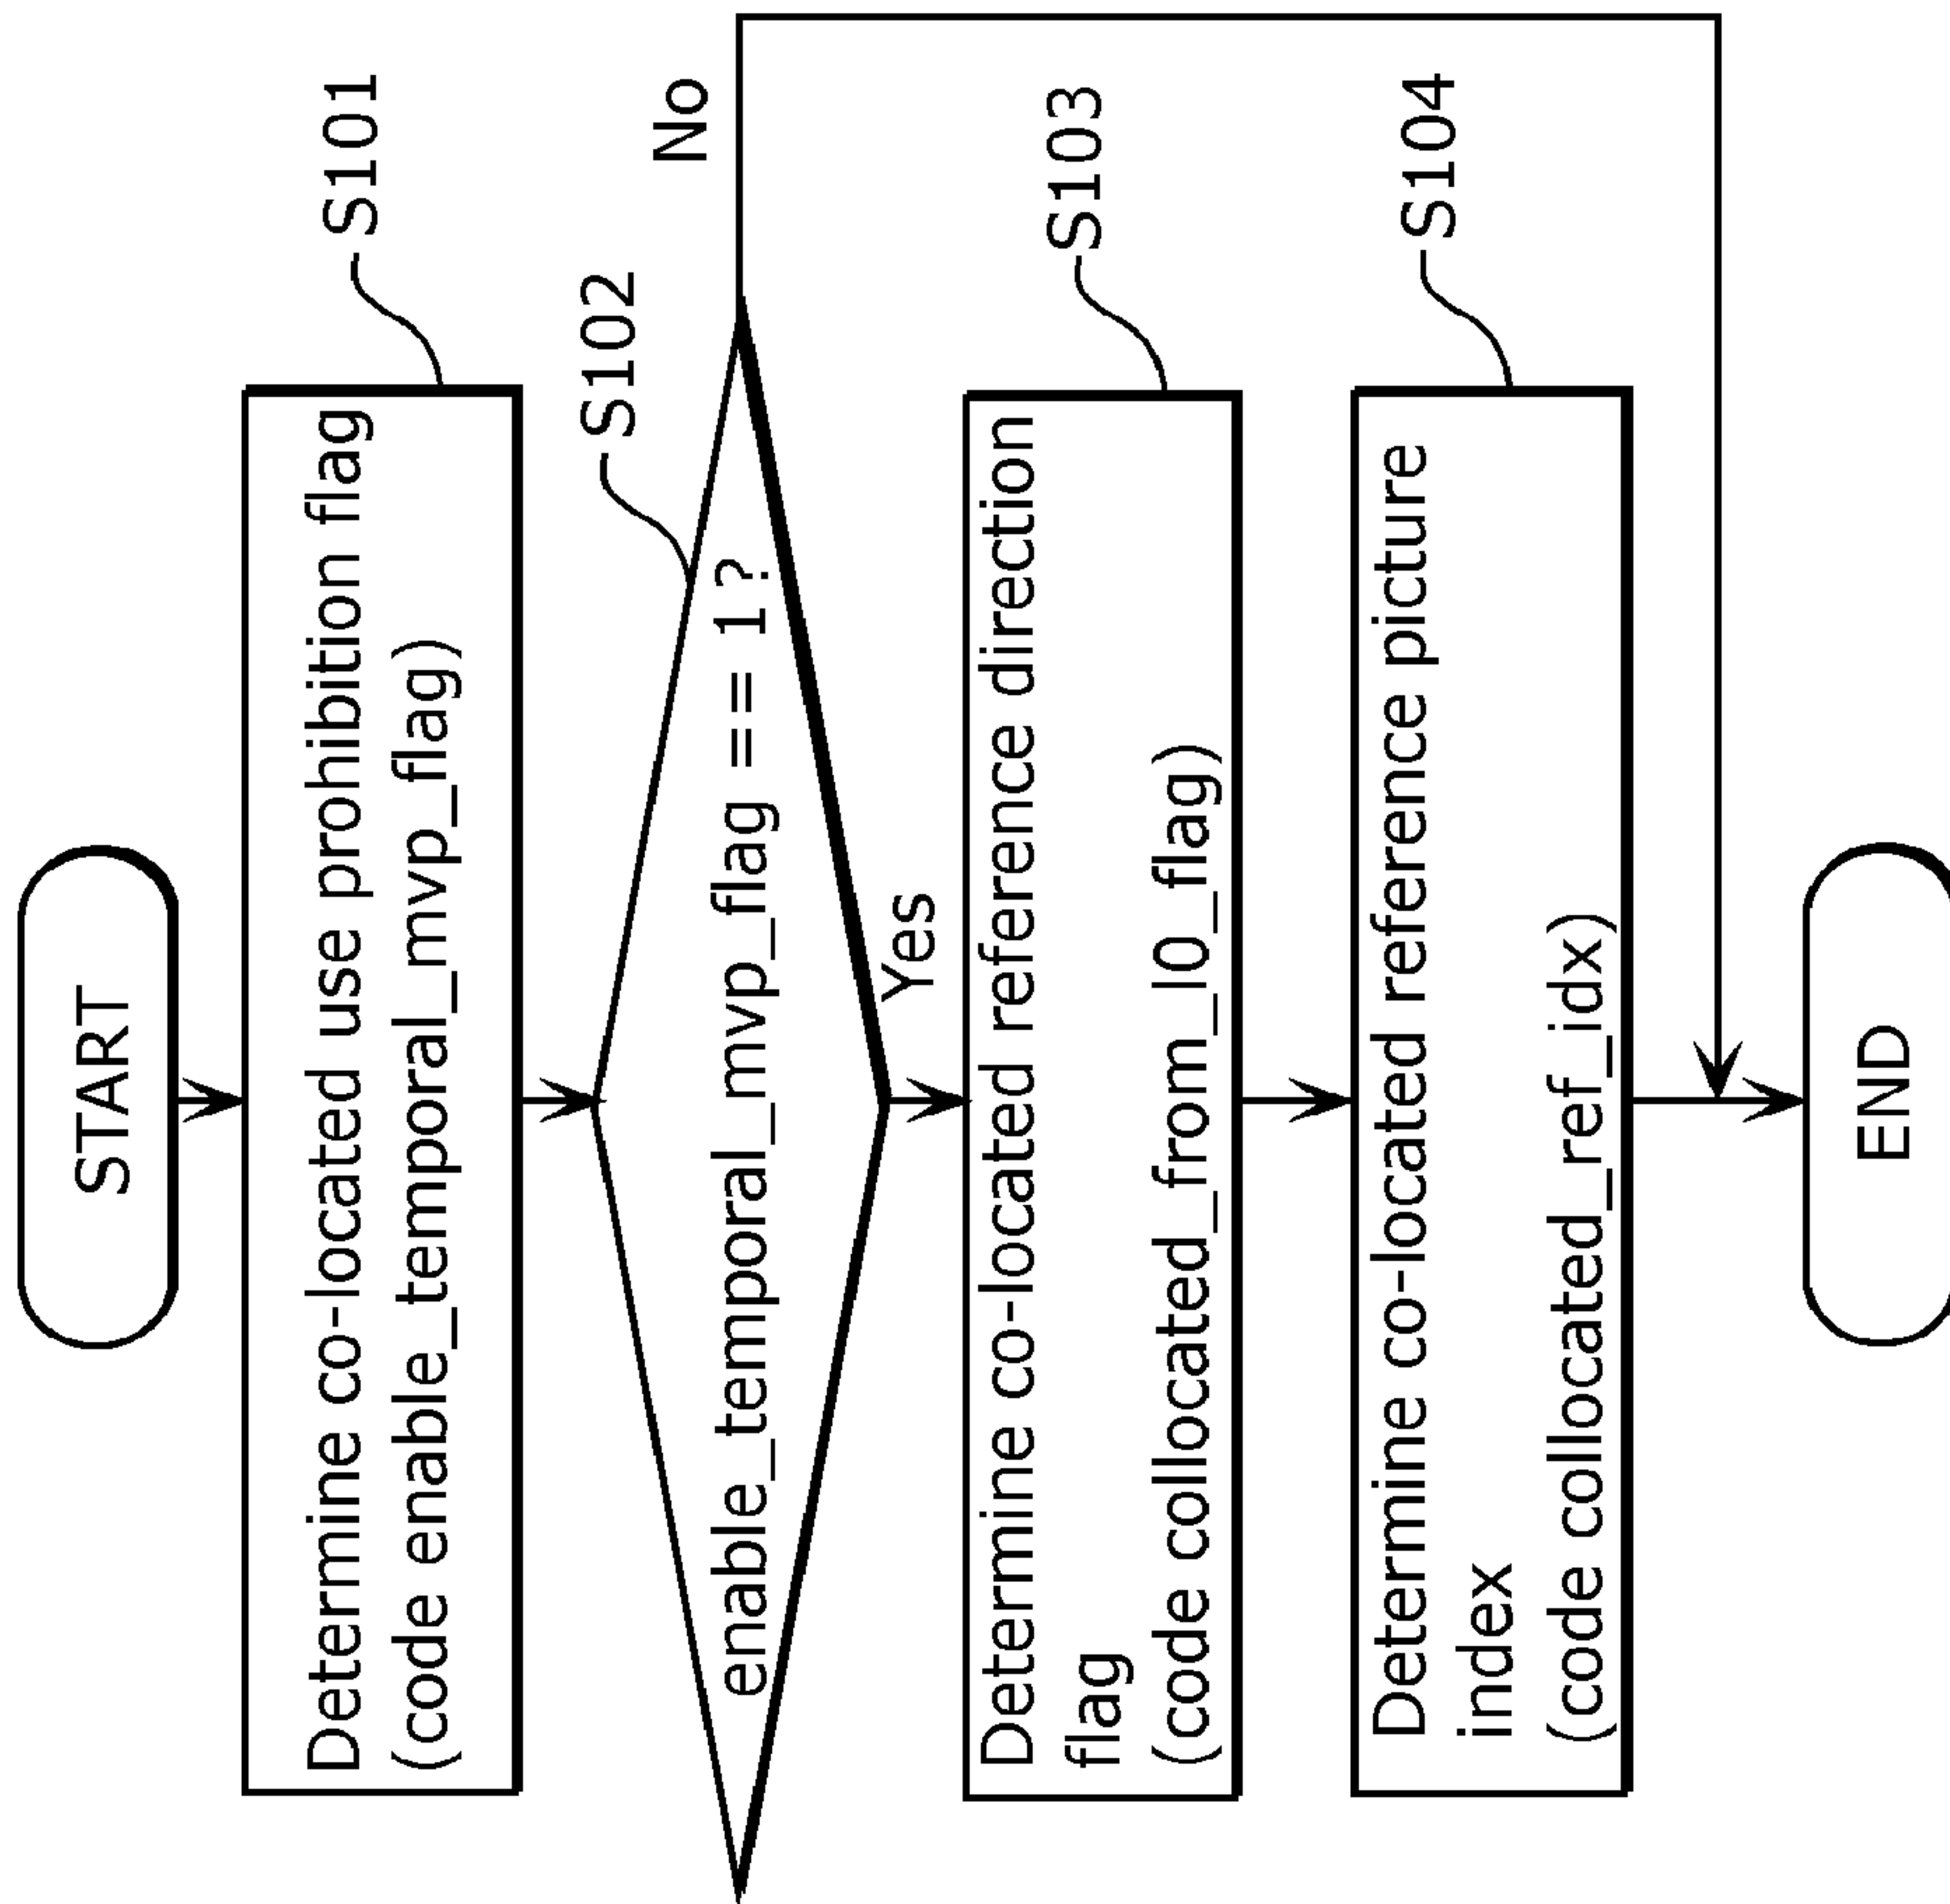 START
Determine co-located use prohibition flag
(code enable_temporal_mvp_flag)
S101
enable_temporal_mvp_flag == 1?
S102
No
Yes
Determine co-located reference direction
flag
(code collocated_from_l0_flag)
S103
Determine co-located reference picture
index
(code collocated_ref_idx)
S104
END